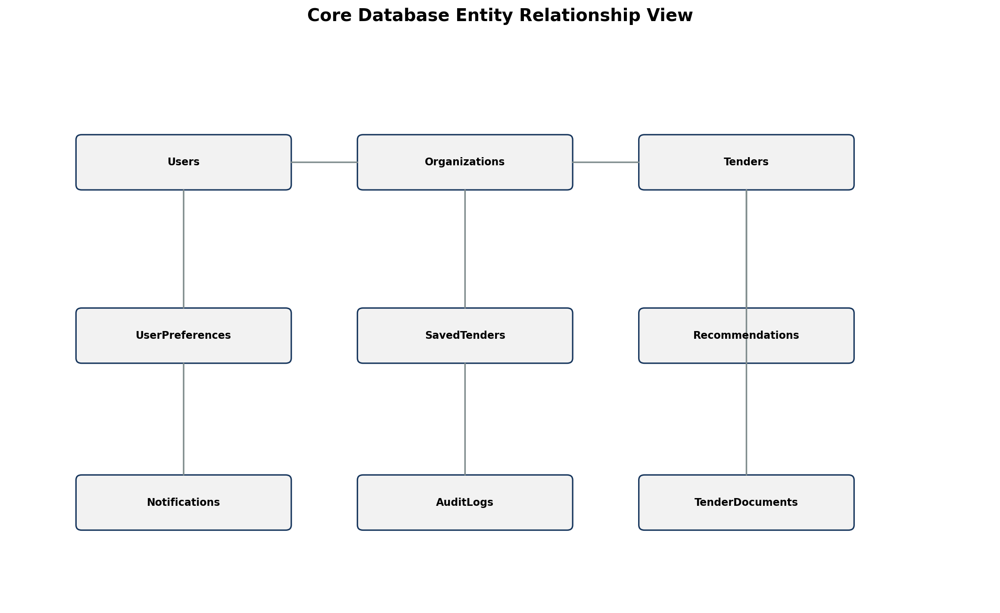 Core Database Entity Relationship View
Users
Organizations
Tenders
UserPreferences
SavedTenders
Recommendations
Notifications
AuditLogs
TenderDocuments